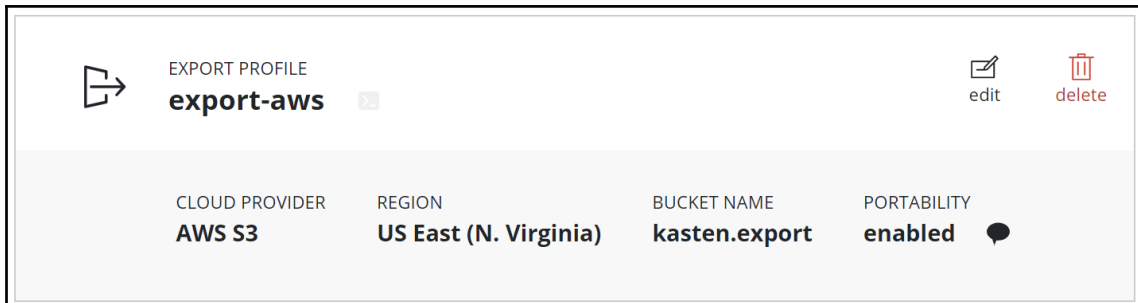 EXPORT PROFILE
export-aws
edit
delete
CLOUD PROVIDER
AWS S3
REGION
US East (N. Virginia)
BUCKET NAME
kasten.export
PORTABILITY
enabled